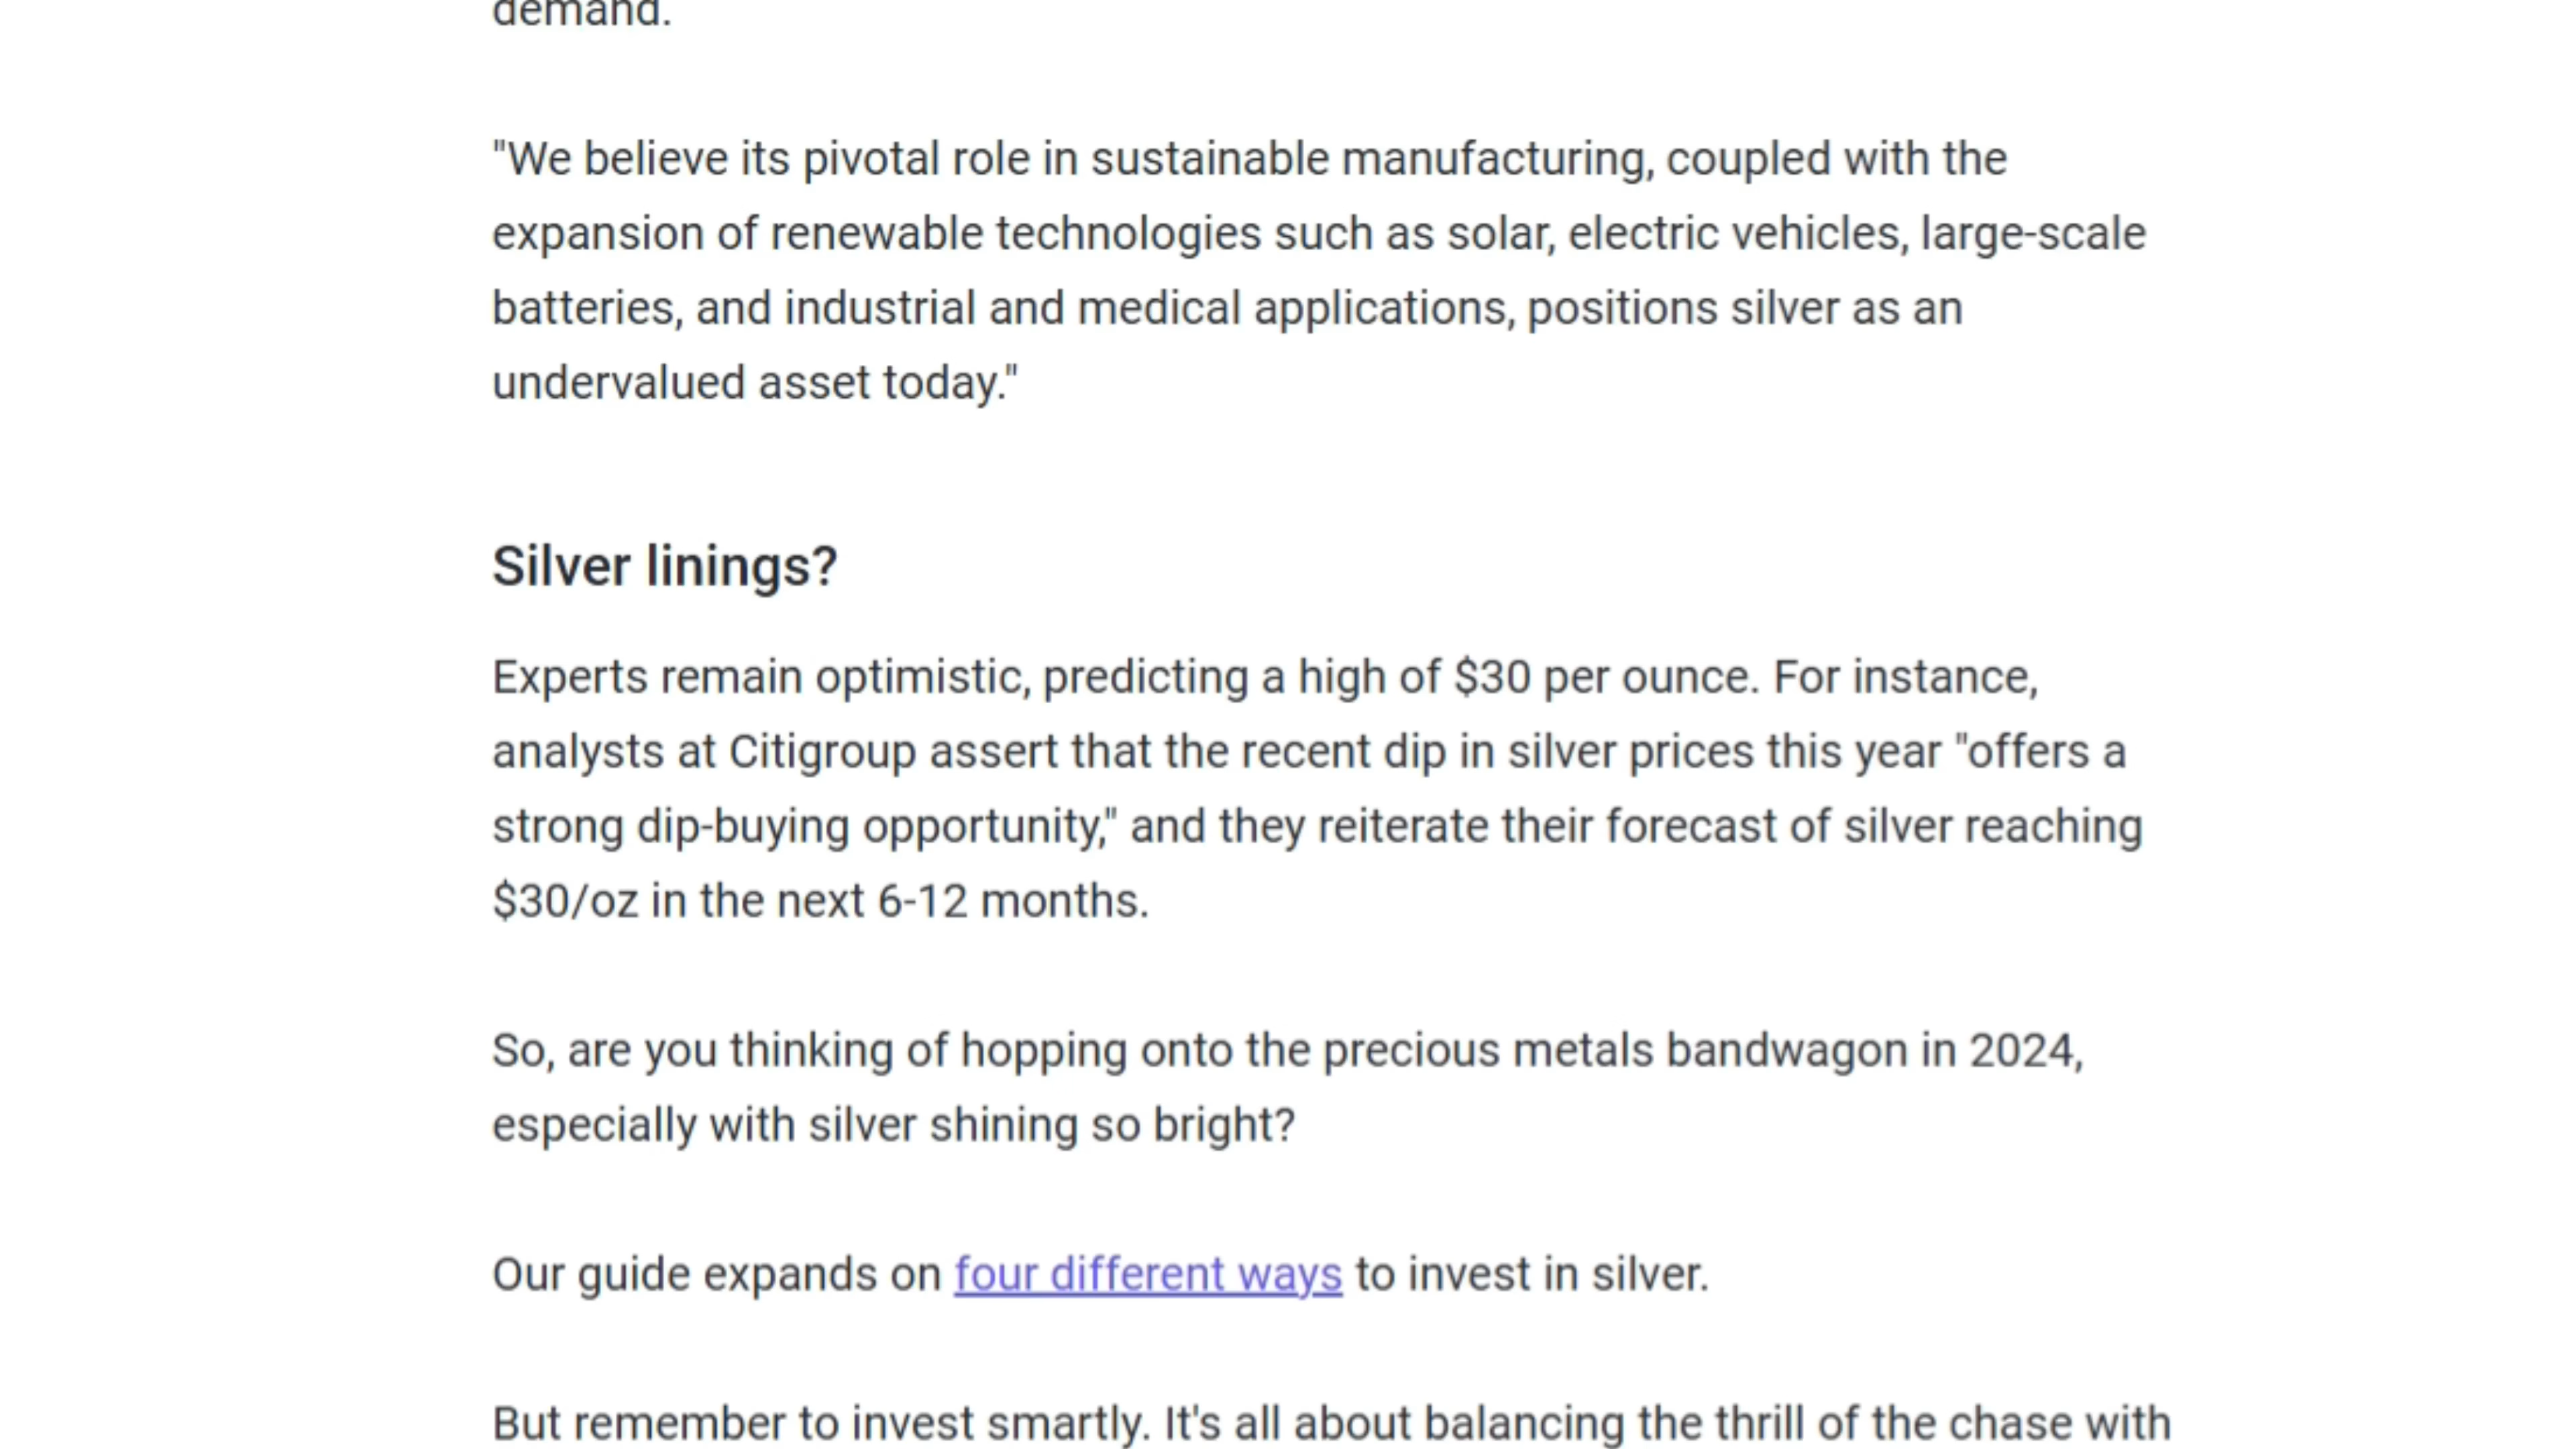 demand.
"We believe its pivotal role in sustainable manufacturing, coupled with the
expansion of renewable technologies such as solar, electric vehicles, large-scale
batteries, and industrial and medical applications, positions silver as an
undervalued asset today."
Silver linings?
Experts remain optimistic, predicting a high of $30 per ounce. For instance,
analysts at Citigroup assert that the recent dip in silver prices this year "offers a
strong dip-buying opportunity," and they reiterate their forecast of silver reaching
$30/oz in the next 6-12 months.
So, are you thinking of hopping onto the precious metals bandwagon in 2024,
especially with silver shining so bright?
Our guide expands on four different ways to invest in silver.
But remember to invest smartly. It's all about balancing the thrill of the chase with